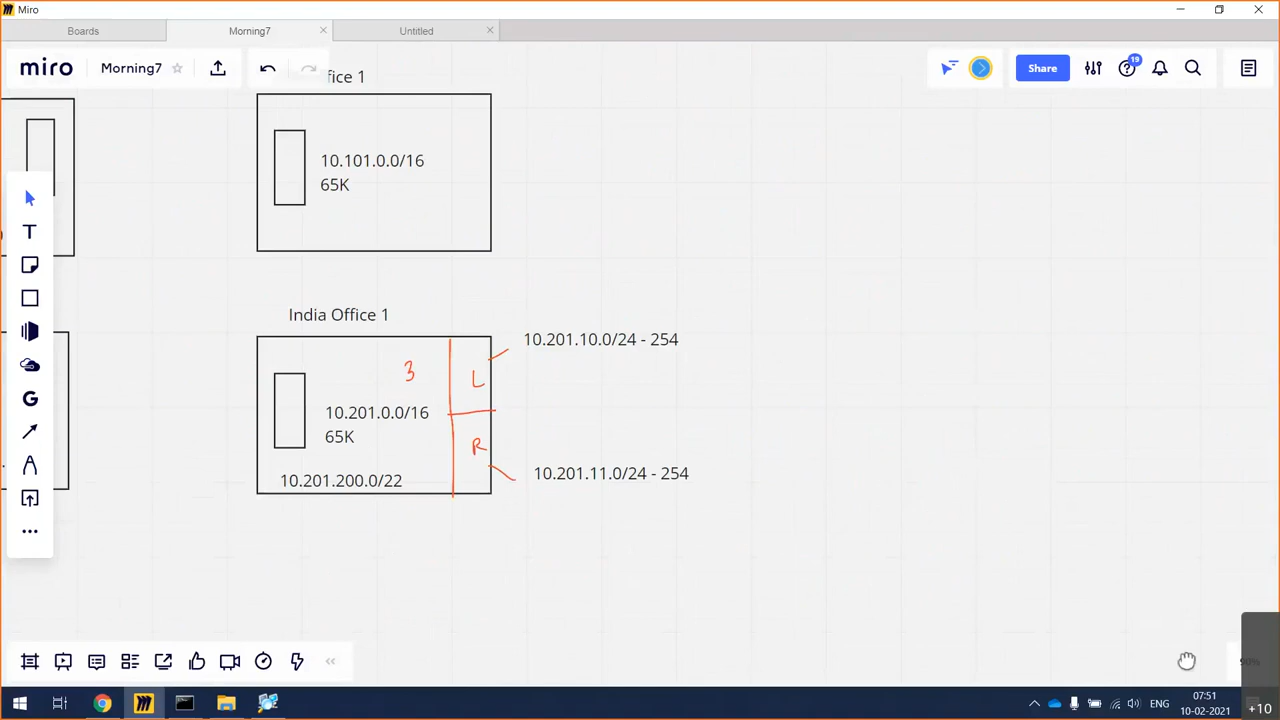 Miro
Boards
Morning7
Untitled
miro
Morning7
19
Share
fice 1
10.101.0.0/16
65K
India Office 1
10.201.10.0/24 - 254
3
L
10.201.0.0/16
65K
R
10.201.11.0/24 - 254
10.201.200.0/22
T
G
90%
ENG
07:51
10-02-2021
+10